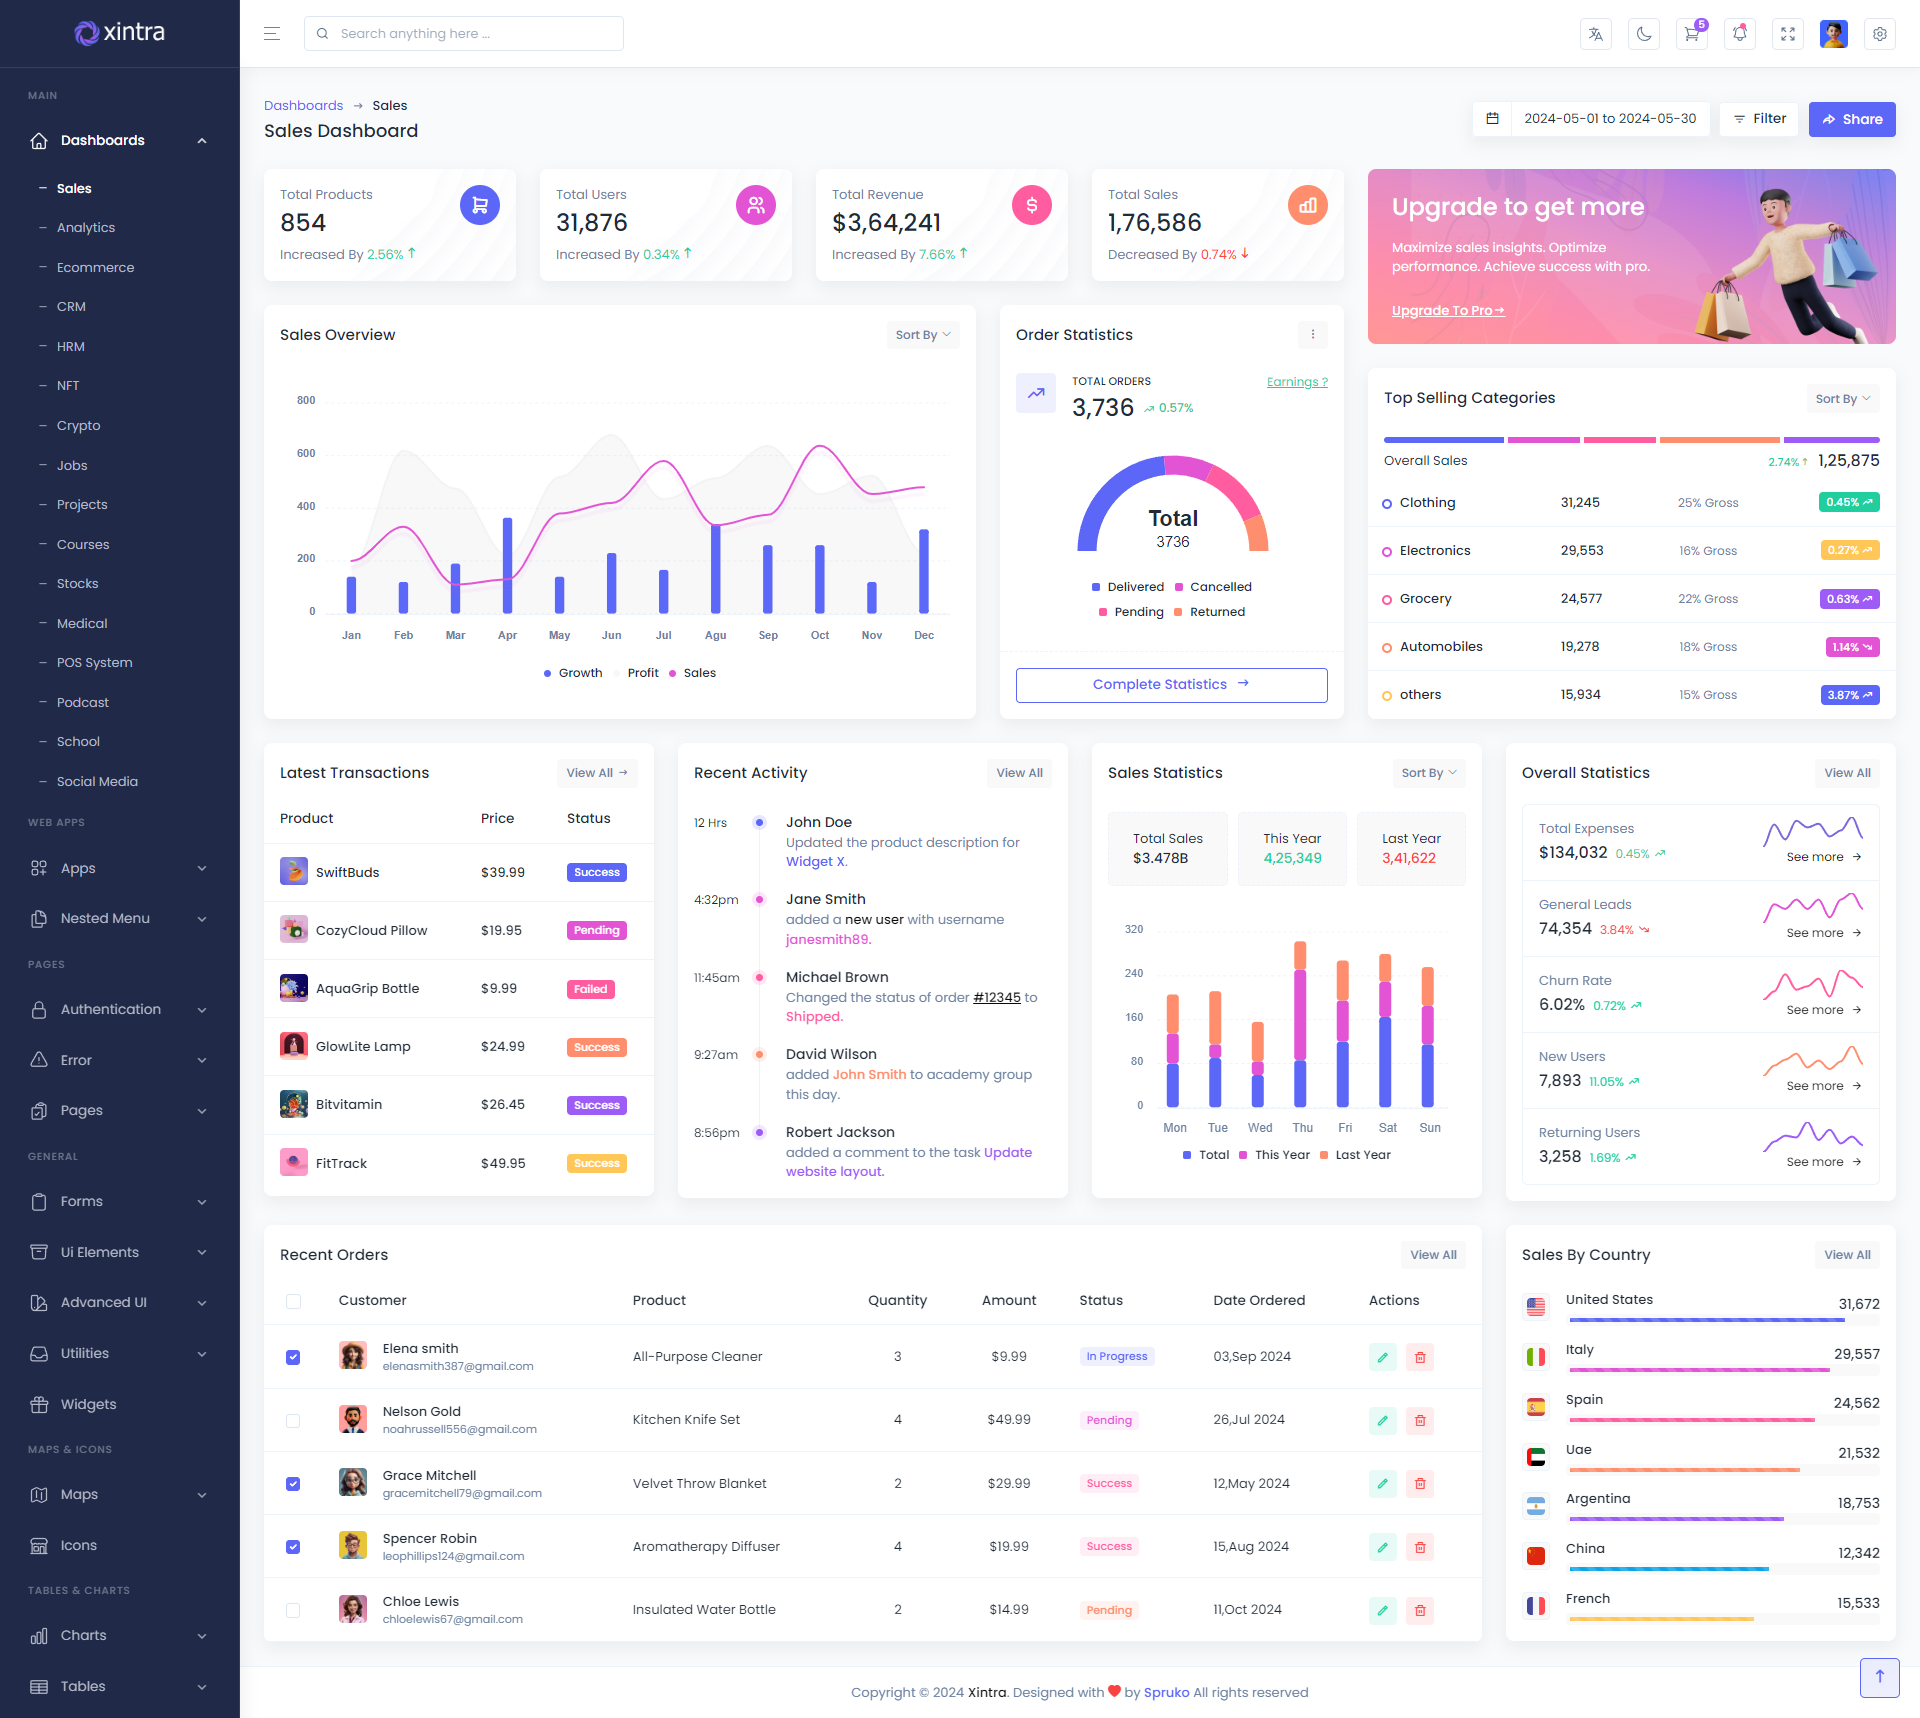 xintra
Search anything here ...
5
MAIN
Dashboards
Sales
Analytics
Ecommerce
CRM
HRM
NFT
Crypto
Jobs
Projects
Courses
Stocks
Medical
POS System
Podcast
School
Social Media
WEB APPS
Apps
Nested Menu
PAGES
Authentication
Error
Pages
GENERAL
Forms
Ui Elements
Advanced UI
Utilities
Widgets
MAPS & ICONS
Maps
Icons
TABLES & CHARTS
Charts
Tables
Dashboards → Sales
Sales Dashboard
2024-05-01 to 2024-05-30
Filter
Share
Total Products
854
Increased By 2.56%
Total Users
31,876
Increased By 0.34%
Total Revenue
$3,64,241
Increased By 7.66%
Total Sales
1,76,586
Decreased By 0.74%
Upgrade to get more
Maximize sales insights. Optimize
performance. Achieve success with pro.
Upgrade To Pro→
Sales Overview
Sort By
800
600
400
200
0
Jan Feb Mar Apr May Jun Jul Agu Sep Oct Nov Dec
Growth Profit Sales
Order Statistics
TOTAL ORDERS
3,736 0.57%
Earnings ?
Total
3736
Delivered Cancelled
Pending Returned
Complete Statistics →
Top Selling Categories
Sort By
Overall Sales 2.74% 1,25,875
Clothing 31,245 25% Gross 0.45%
Electronics 29,553 16% Gross 0.27%
Grocery 24,577 22% Gross 0.63%
Automobiles 19,278 18% Gross 1.14%
others 15,934 15% Gross 3.87%
Latest Transactions
View All →
Product Price Status
SwiftBuds $39.99 Success
CozyCloud Pillow $19.95 Pending
AquaGrip Bottle $9.99 Failed
GlowLite Lamp $24.99 Success
Bitvitamin $26.45 Success
FitTrack $49.95 Success
Recent Activity
View All
12 Hrs John Doe
Updated the product description for
Widget X.
4:32pm Jane Smith
added a new user with username
janesmith89.
11:45am Michael Brown
Changed the status of order #12345 to
Shipped.
9:27am David Wilson
added John Smith to academy group
this day.
8:56pm Robert Jackson
added a comment to the task Update
website layout.
Sales Statistics
Sort By
Total Sales
$3.478B
This Year
4,25,349
Last Year
3,41,622
320
240
160
80
0
Mon Tue Wed Thu Fri Sat Sun
Total This Year Last Year
Overall Statistics
View All
Total Expenses
$134,032 0.45%
See more →
General Leads
74,354 3.84%
See more →
Churn Rate
6.02% 0.72%
See more →
New Users
7,893 11.05%
See more →
Returning Users
3,258 1.69%
See more →
Recent Orders
View All
Customer Product Quantity Amount Status Date Ordered Actions
Elena smith
elenasmith387@gmail.com
All-Purpose Cleaner 3 $9.99 In Progress 03,Sep 2024
Nelson Gold
noahrussell556@gmail.com
Kitchen Knife Set 4 $49.99 Pending 26,Jul 2024
Grace Mitchell
gracemitchell79@gmail.com
Velvet Throw Blanket 2 $29.99 Success 12,May 2024
Spencer Robin
leophillips124@gmail.com
Aromatherapy Diffuser 4 $19.99 Success 15,Aug 2024
Chloe Lewis
chloelewis67@gmail.com
Insulated Water Bottle 2 $14.99 Pending 11,Oct 2024
Sales By Country
View All
United States 31,672
Italy 29,557
Spain 24,562
Uae 21,532
Argentina 18,753
China 12,342
French 15,533
Copyright © 2024 Xintra. Designed with ❤ by Spruko All rights reserved